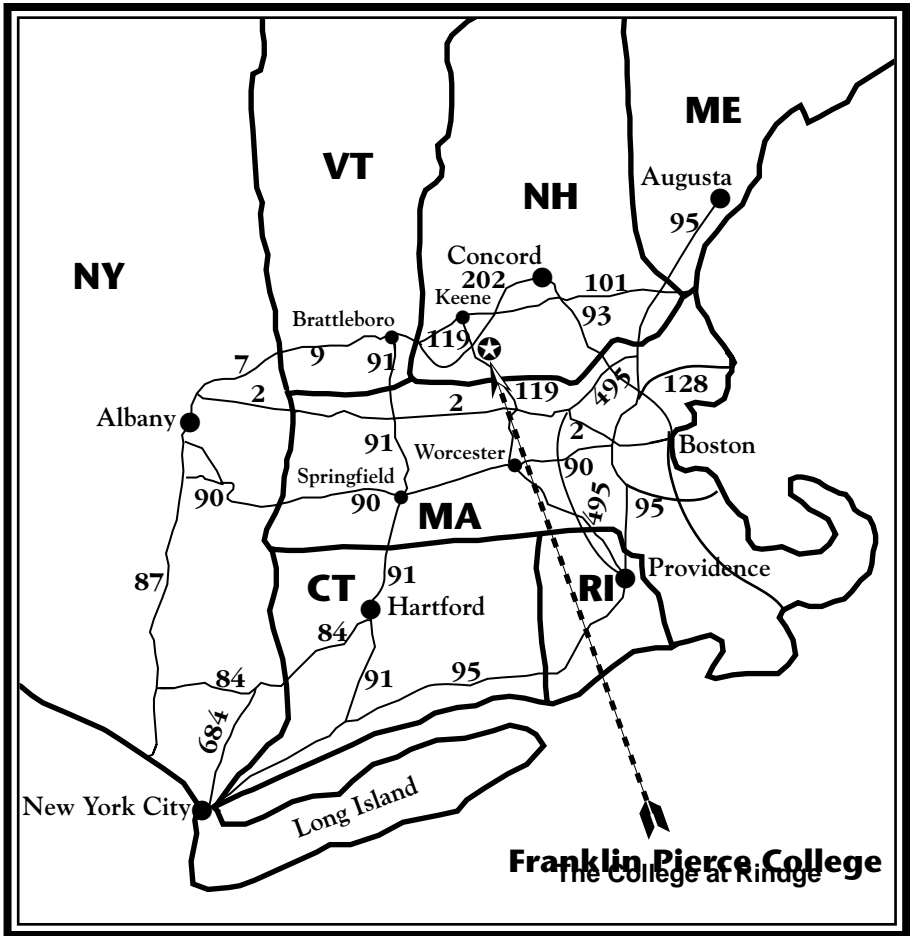 ME
VT
Augusta
NH
95
NY
Concord
202
101
Keene
93
Brattleboro
119
7
9
91
495
128
2
119
2
Albany
2
91
Boston
Worcester
90
Springfield
90
90
495
95
MA
Providence
87
91
CT
RI
Hartford
84
84
91
95
684
New York City
Long Island
Franklin Pierce College
The College at Rindge